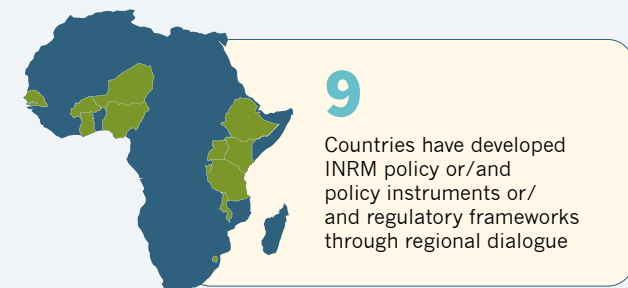 9
Countries have developed
INRM policy or/and
policy instruments or/
and regulatory frameworks
through regional dialogue